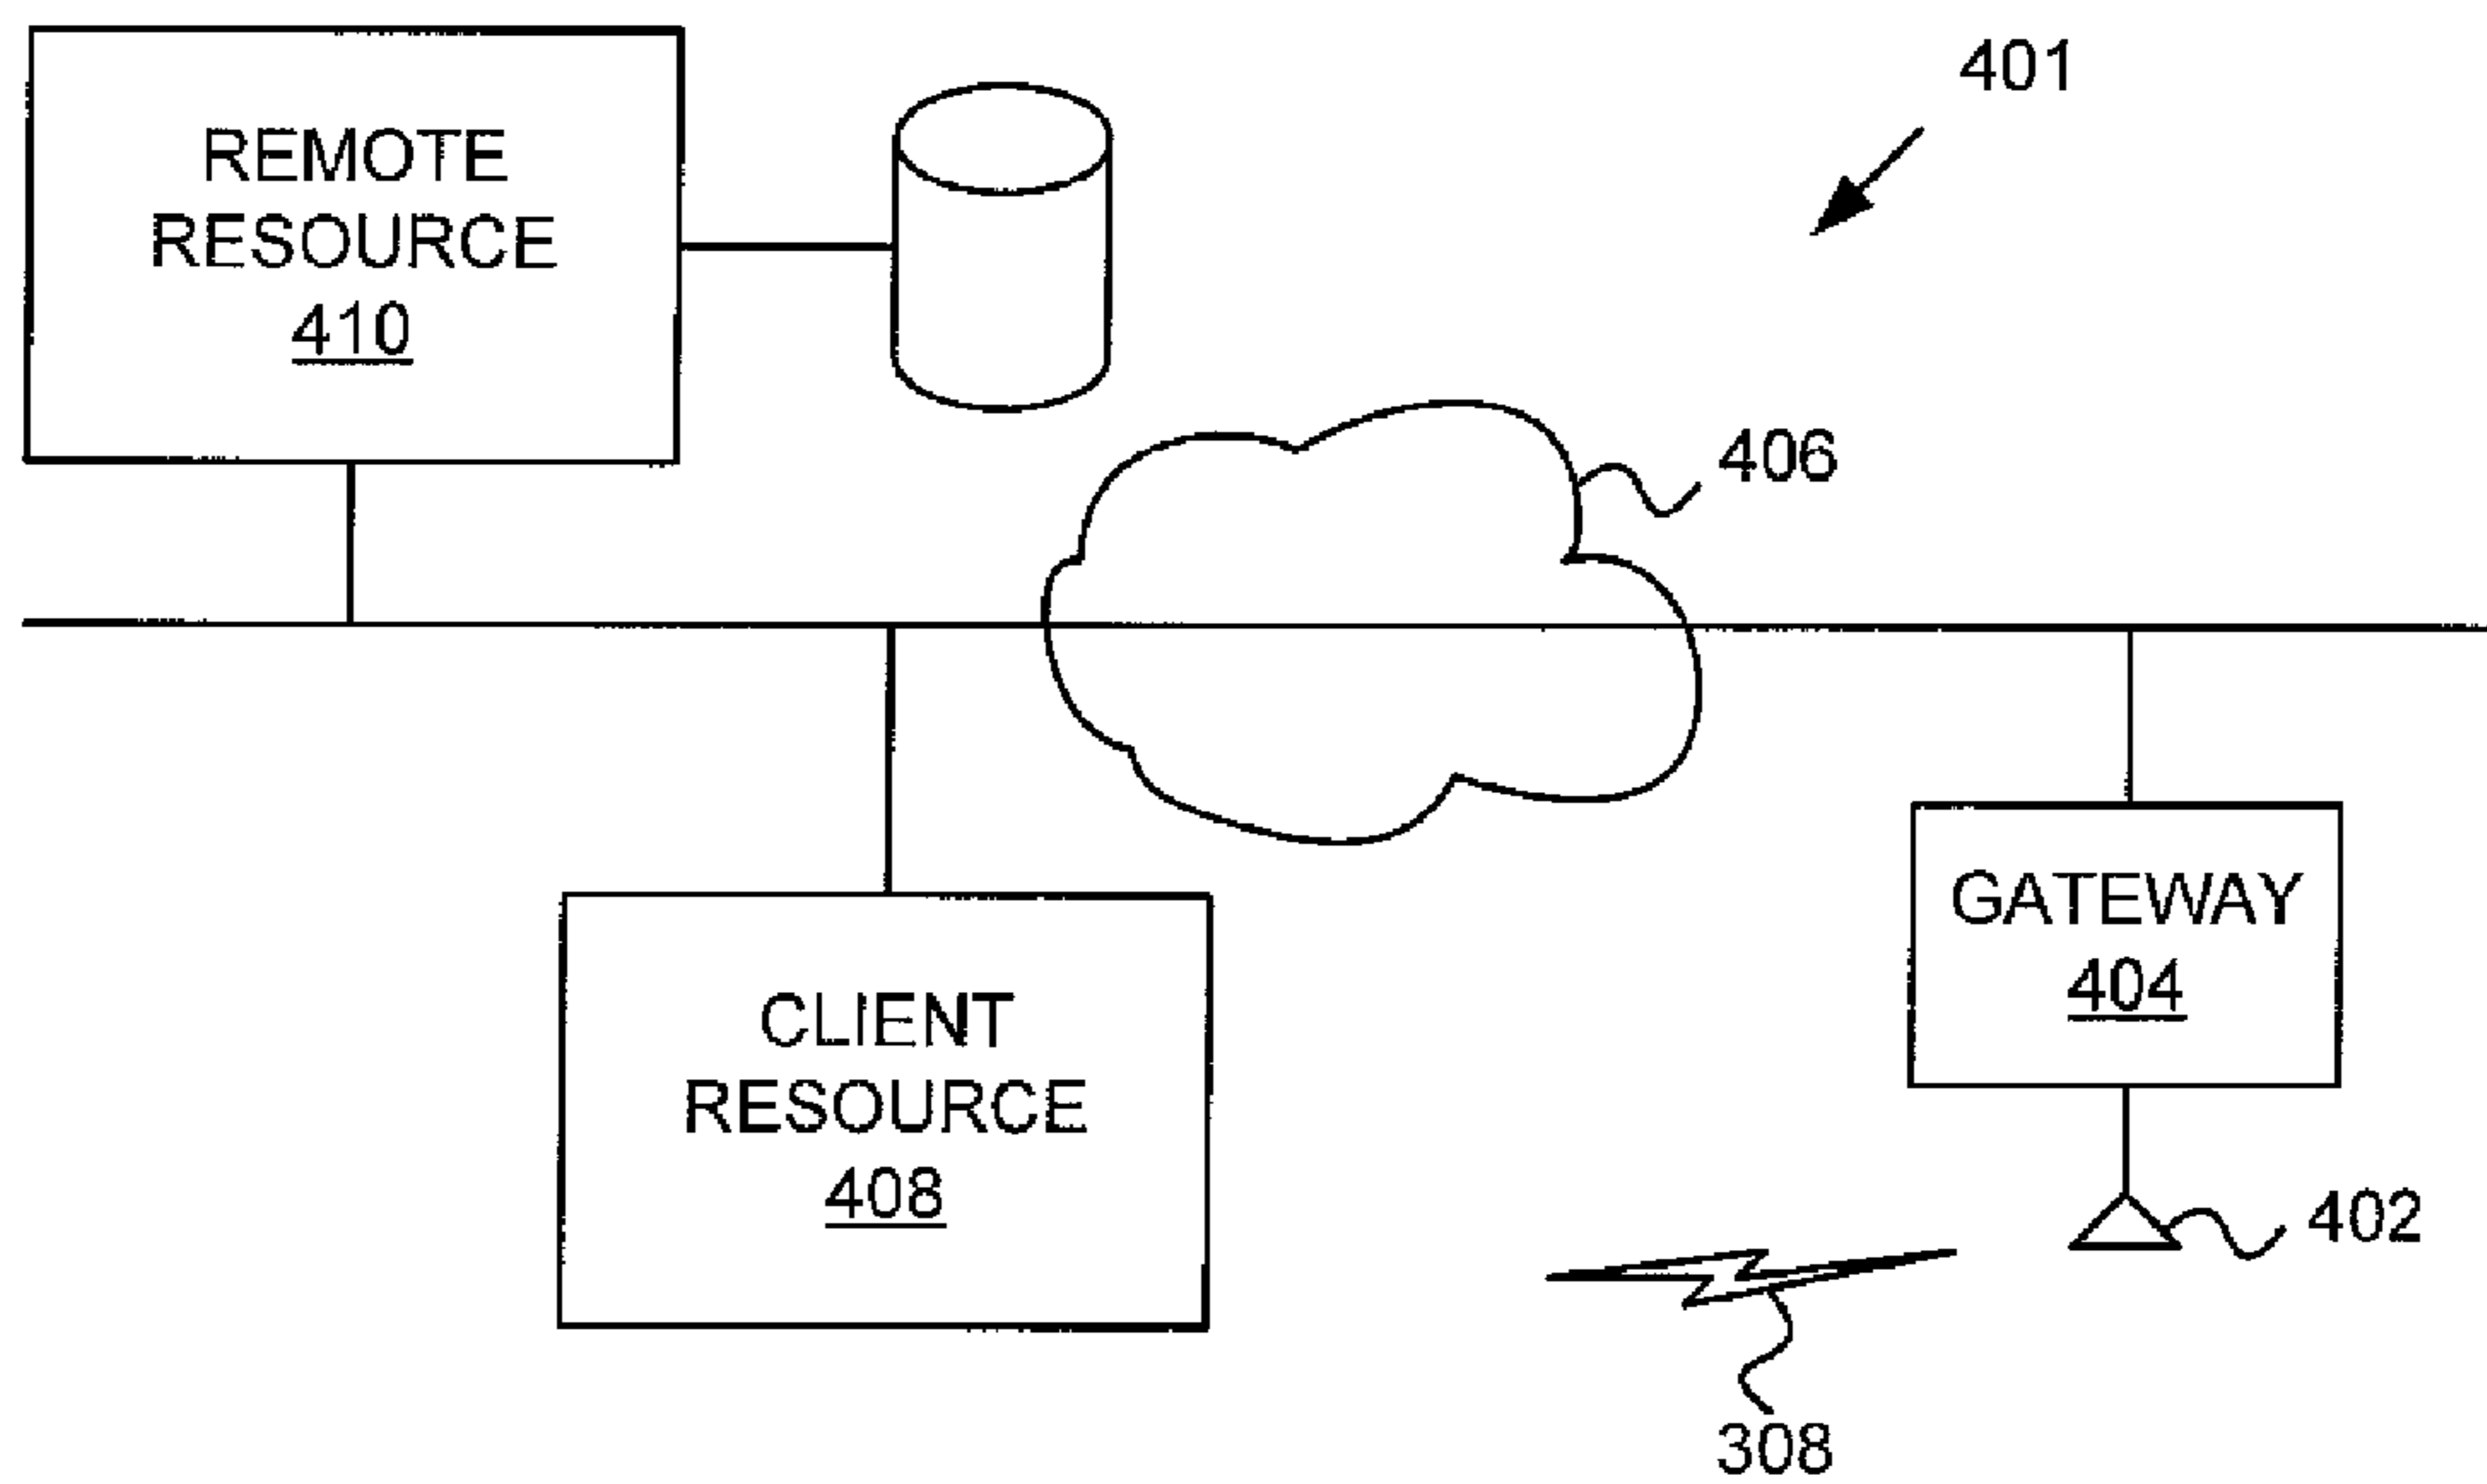 401
REMOTE
RESOURCE
410
406
GATEWAY
404
CLIENT
RESOURCE
408
402
308